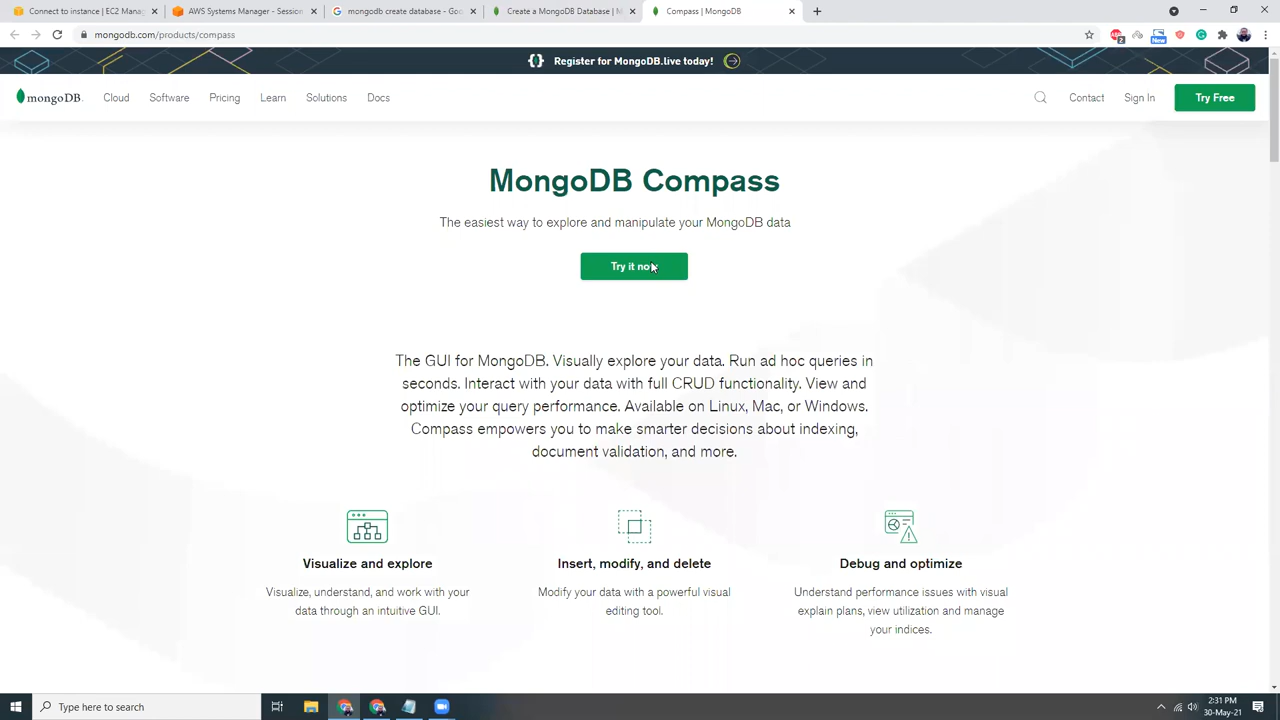 Connect to instance | EC2 Manag
AWS Systems Manager - Session
mongodb create database - Goo
Create a MongoDB Database | M
Compass | MongoDB
mongodb.com/products/compass
2
New
Register for MongoDB.live today!
mongoDB.
Cloud
Software
Pricing
Learn
Solutions
Docs
Contact
Sign In
Try Free
MongoDB Compass
The easiest way to explore and manipulate your MongoDB data
Try it now
The GUI for MongoDB. Visually explore your data. Run ad hoc queries in
seconds. Interact with your data with full CRUD functionality. View and
optimize your query performance. Available on Linux, Mac, or Windows.
Compass empowers you to make smarter decisions about indexing,
document validation, and more.
Visualize and explore
Visualize, understand, and work with your
data through an intuitive GUI.
Insert, modify, and delete
Modify your data with a powerful visual
editing tool.
Debug and optimize
Understand performance issues with visual
explain plans, view utilization and manage
your indices.
Type here to search
2:31 PM
30-May-21